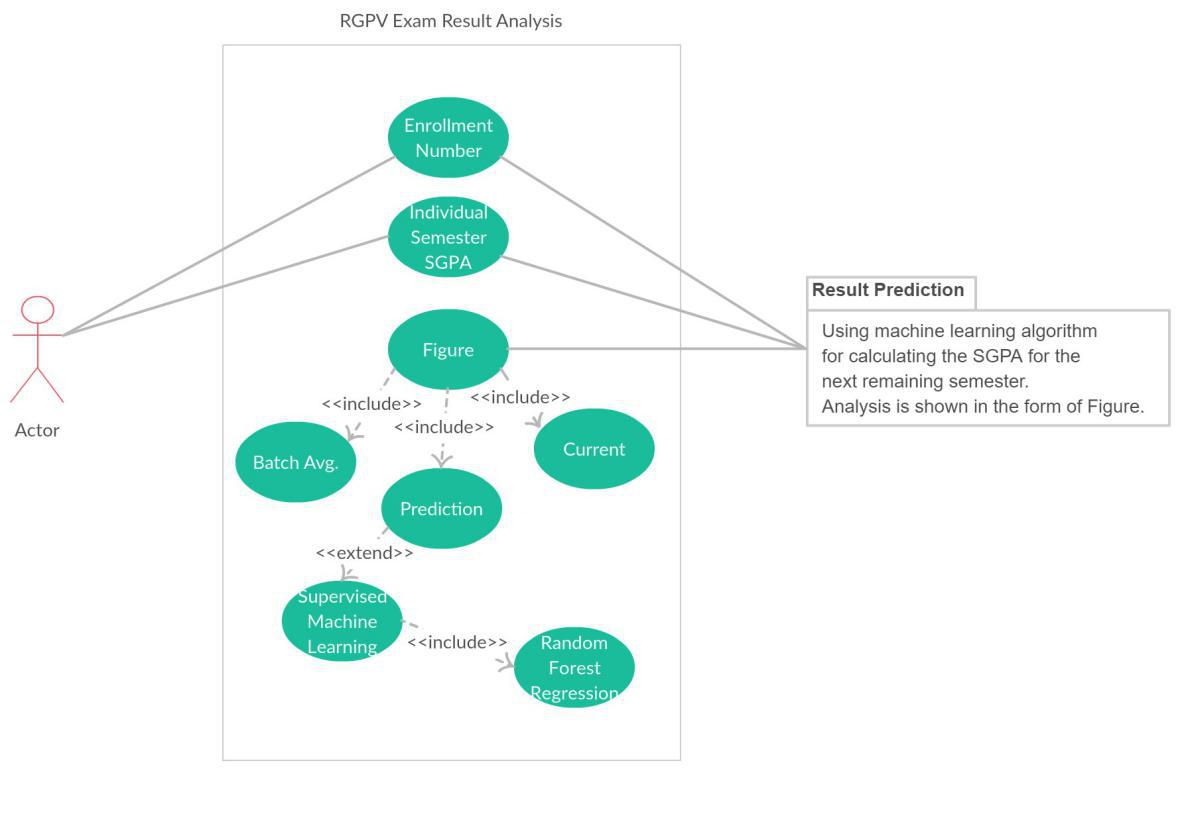 RGPV Exam Result Analysis
Enrollment
Number
Individual
Semester
SGPA
Result Prediction
Using machine learning algorithm
for calculating the SGPA for the
next remaining semester.
Analysis is shown in the form of Figure.
Figure
<<include>>
<<include>>
<<include>>
Actor
Batch Avg.
Current
Prediction
<<extend>>
Supervised
Machine
Learning
<<include>>
Random
Forest
Regression